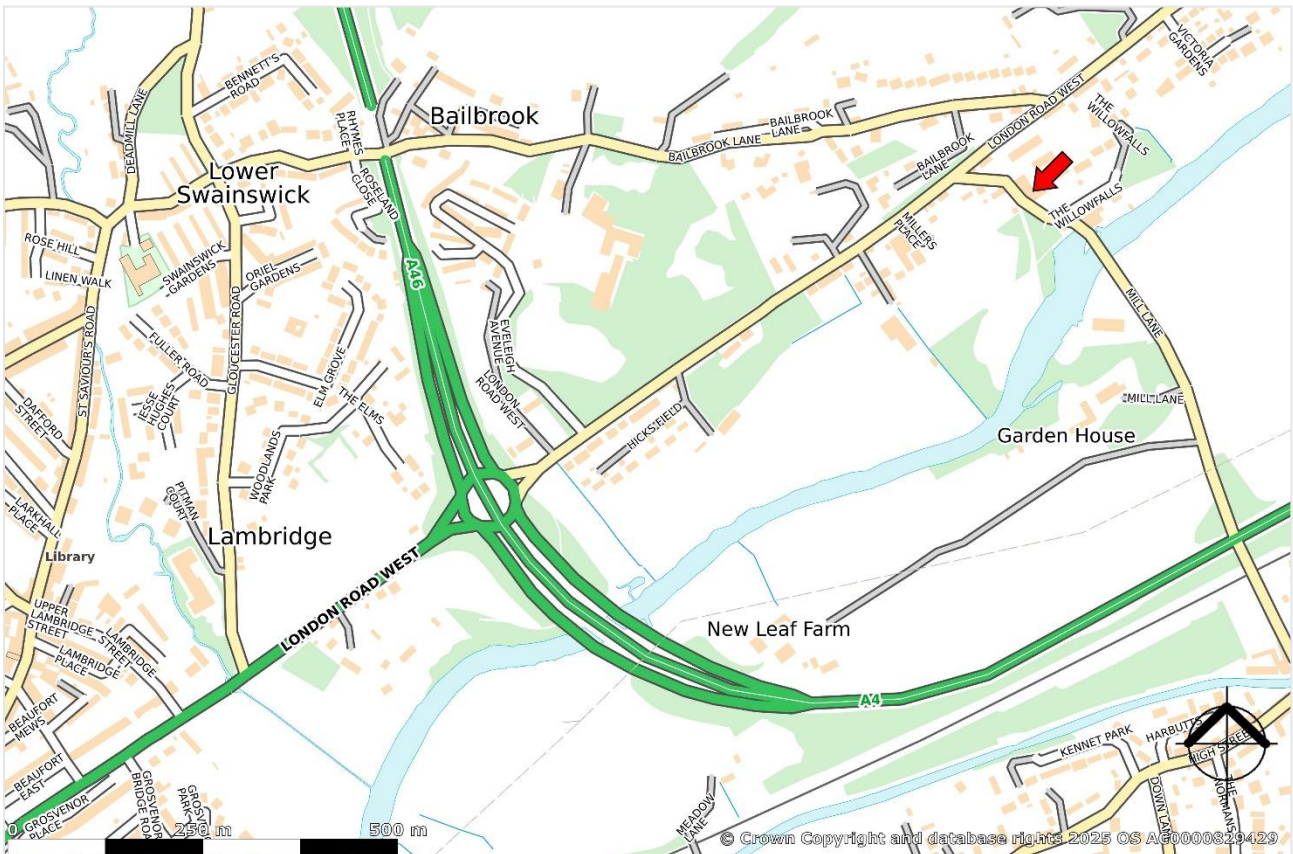 BENNETT'S
ROAD
DEADMILL LANE
RHYMES
PLACE
Bailbrook
BAILBROOK
LANE
BAILBROOK LANE
LONDON ROAD WEST
VICTORIA
GARDENS
THE
WILLOWFALLS
BAILBROOK
LANE
THE
WILLOWFALLS
MILLERS
PLACE
Lower
Swainswick
ROSELAND
CLOSE
ROSE HILL
LINEN WALK
SWAINSWICK
GARDENS
ORIEL
GARDENS
A46
ST SAVIOUR'S ROAD
GLOUCESTER ROAD
FULLER ROAD
JESSE
HUGHES
COURT
ELM GROVE
THE ELMS
EVELEIGH
AVENUE
LONDON
ROAD WEST
HICKS FIELD
MILL LANE
MILL LANE
Garden House
DAFFORD
STREET
WOODLANDS
PARK
PITMAN
COURT
LARKHALL
PLACE
Library
Lambridge
LONDON ROAD WEST
UPPER
LAMBRIDGE
STREET
LAMBRIDGE
STREET
LAMBRIDGE
PLACE
New Leaf Farm
A4
BEAUFORT
MEWS
BEAUFORT
EAST
GROSVENOR
PLACE
GROSVENOR
BRIDGE ROAD
GROSVENOR
PARK
MEADOW
LANE
KENNET PARK
HARBUTTS
HIGH STREET
DOWN LANE
THE
NORMANS
0 250 m 500 m
© Crown Copyright and database rights 2025 OS AC0000829429